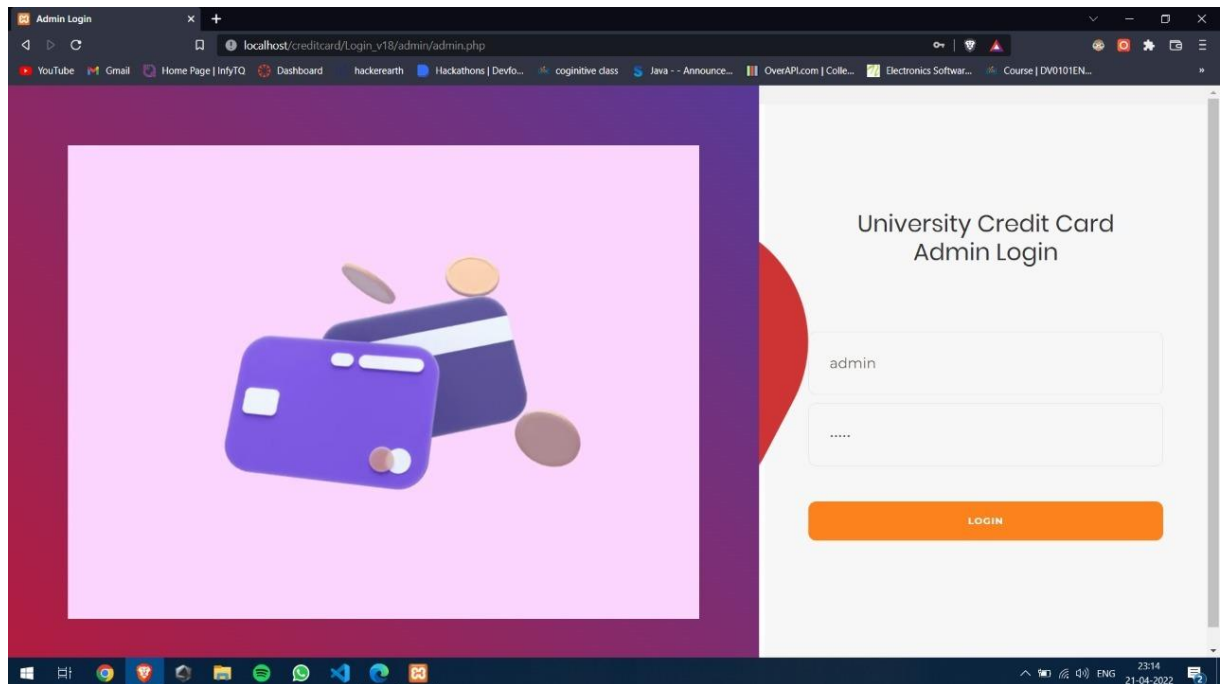 Admin Login
localhost/creditcard/Login_v18/admin/admin.php
YouTube Gmail Home Page | InfyTQ Dashboard hackerearth Hackathons | Devfo... coginitive class Java - - Announce... OverAPI.com | Colle... Electronics Softwar... Course | DV0101EN... »
University Credit Card
Admin Login
admin
.....
LOGIN
ENG
23:14
21-04-2022
2